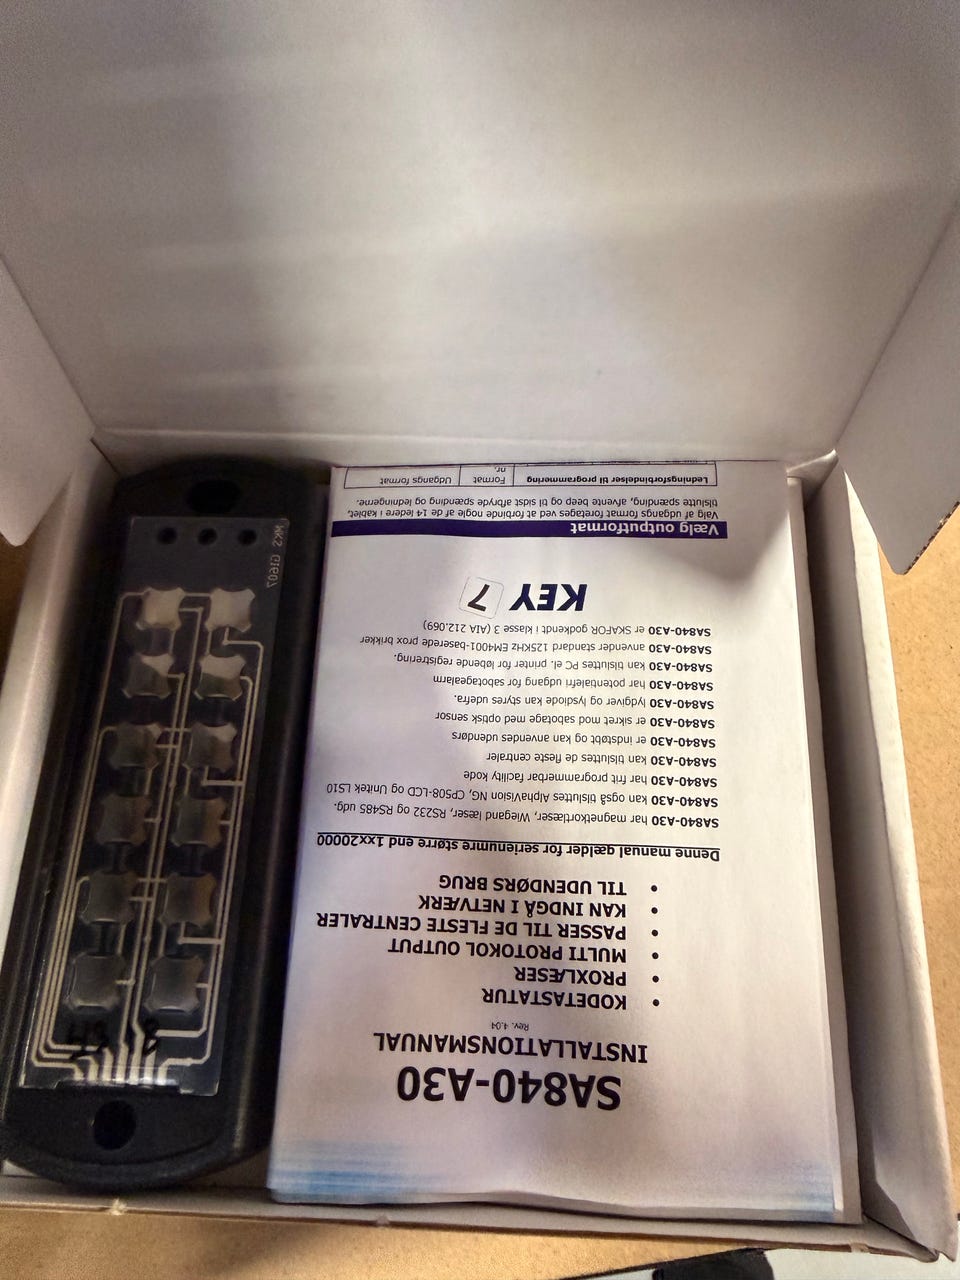 SA840-A30
INSTALLATIONSMANUAL
Rev. 4.04
• KODETASTATUR
• PROXLÆSER
• MULTI PROTOKOL OUTPUT
• PASSER TIL DE FLESTE CENTRALER
• KAN INDGÅ I NETVÆRK
• TIL UDENDØRS BRUG
Denne manual gælder for serienumre større end 1xx20000
SA840-A30 har magnetkortlæser, Wiegand, læser, RS232 og RS485 udg.
SA840-A30 kan også tilsluttes AlphaVision NG, CP508-LCD og Unitek LS10
SA840-A30 har frit programmerbar facility kode
SA840-A30 kan tilsluttes de fleste centraler
SA840-A30 er indstøbt og kan anvendes udendørs
SA840-A30 er sikret mod sabotage med optisk sensor
SA840-A30 lydgiver og lysdiode kan styres udefra.
SA840-A30 har potentialefri udgang for sabotagealarm
SA840-A30 kan tilsluttes PC el. printer for løbende registrering.
SA840-A30 anvender standard 125KHz EM4001-baserede prox brikker
SA840-A30 er SKAFOR godkendt i klasse 3 (AIA 212.069)
KEY 7
Vælg outputformat
Valg af udgangs format foretages ved at forbinde nogle af de 14 ledere i kablet,
tilslutte spænding, afvente beep og til sidst afbryde spænding og ledningerne.
Ledningsforbindelser til programmering Format nr. Udgangs format
MKS G1607